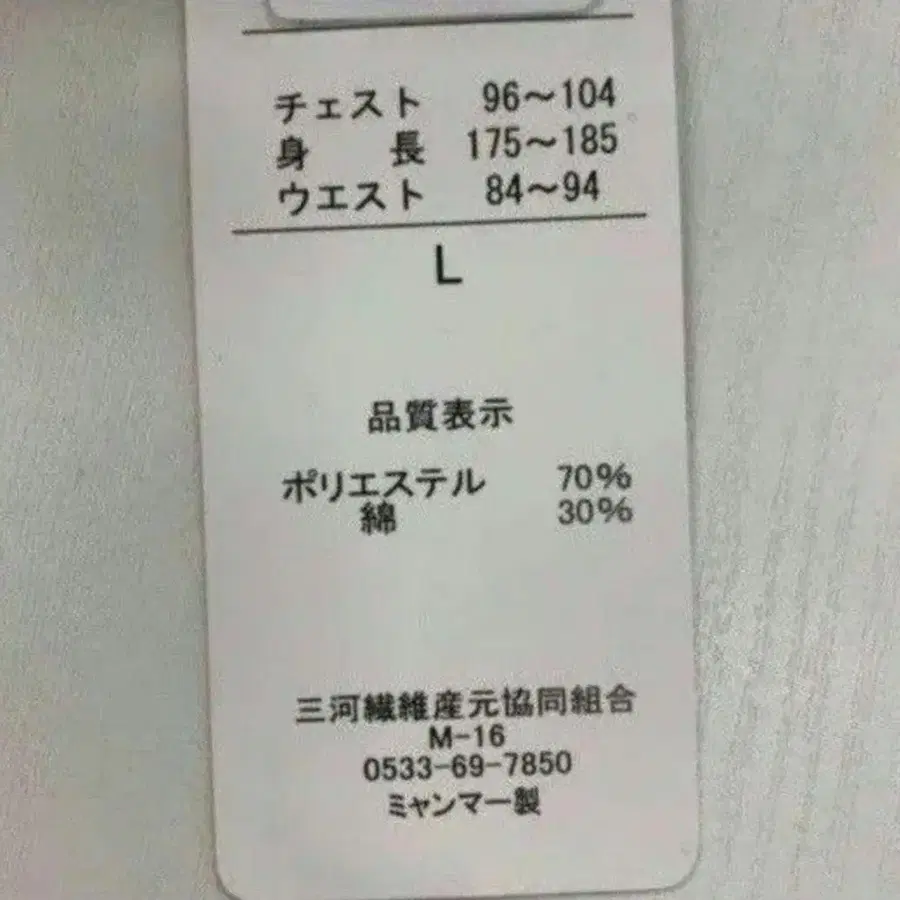 チェスト 96〜104
身 長 175〜185
ウエスト 84〜94
L
品質表示
ポリエステル 70%
綿 30%
三河繊維産元協同組合
M-16
0533-69-7850
ミャンマー製